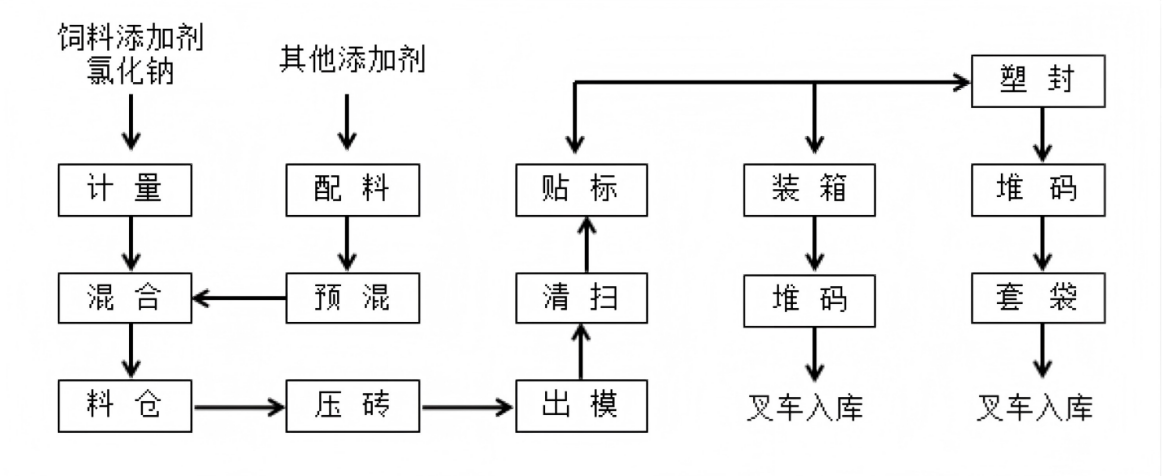 饲料添加剂
氯化钠
其他添加剂
塑 封
计 量
配 料
贴 标
装 箱
堆 码
混 合
预 混
清 扫
堆 码
套 袋
料 仓
压 砖
出 模
叉车入库
叉车入库